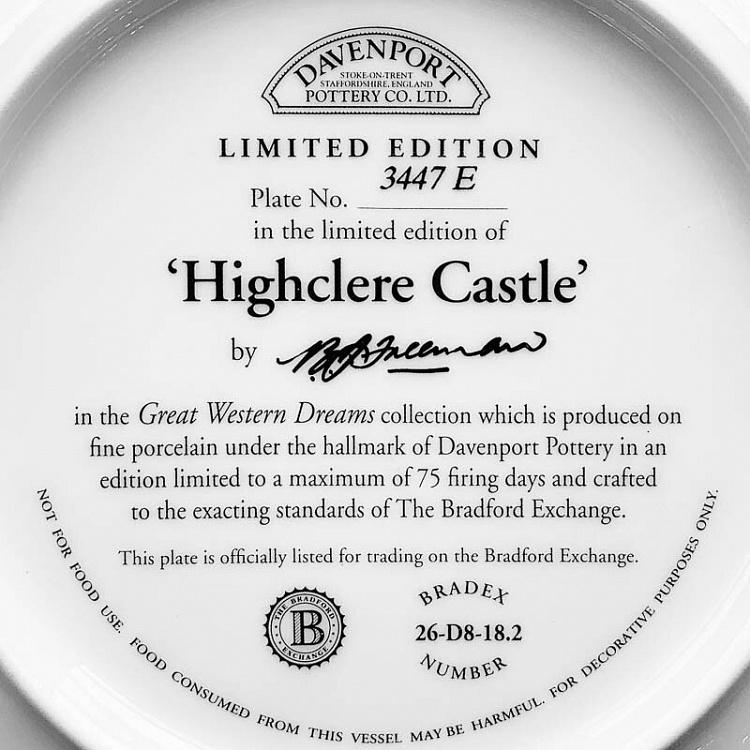 DAVENPORT
STOKE-ON-TRENT
STAFFORDSHIRE, ENGLAND
POTTERY CO. LTD.
LIMITED EDITION
3447 E
Plate No.
in the limited edition of
‘Highclere Castle’
by B.J. Freeman
in the Great Western Dreams collection which is produced on
fine porcelain under the hallmark of Davenport Pottery in an
edition limited to a maximum of 75 firing days and crafted
to the exacting standards of The Bradford Exchange.
This plate is officially listed for trading on the Bradford Exchange.
THE BRADFORD
B
EXCHANGE
BRADEX
26-D8-18.2
NUMBER
NOT FOR FOOD USE. FOOD CONSUMED FROM THIS VESSEL MAY BE HARMFUL. FOR DECORATIVE PURPOSES ONLY.